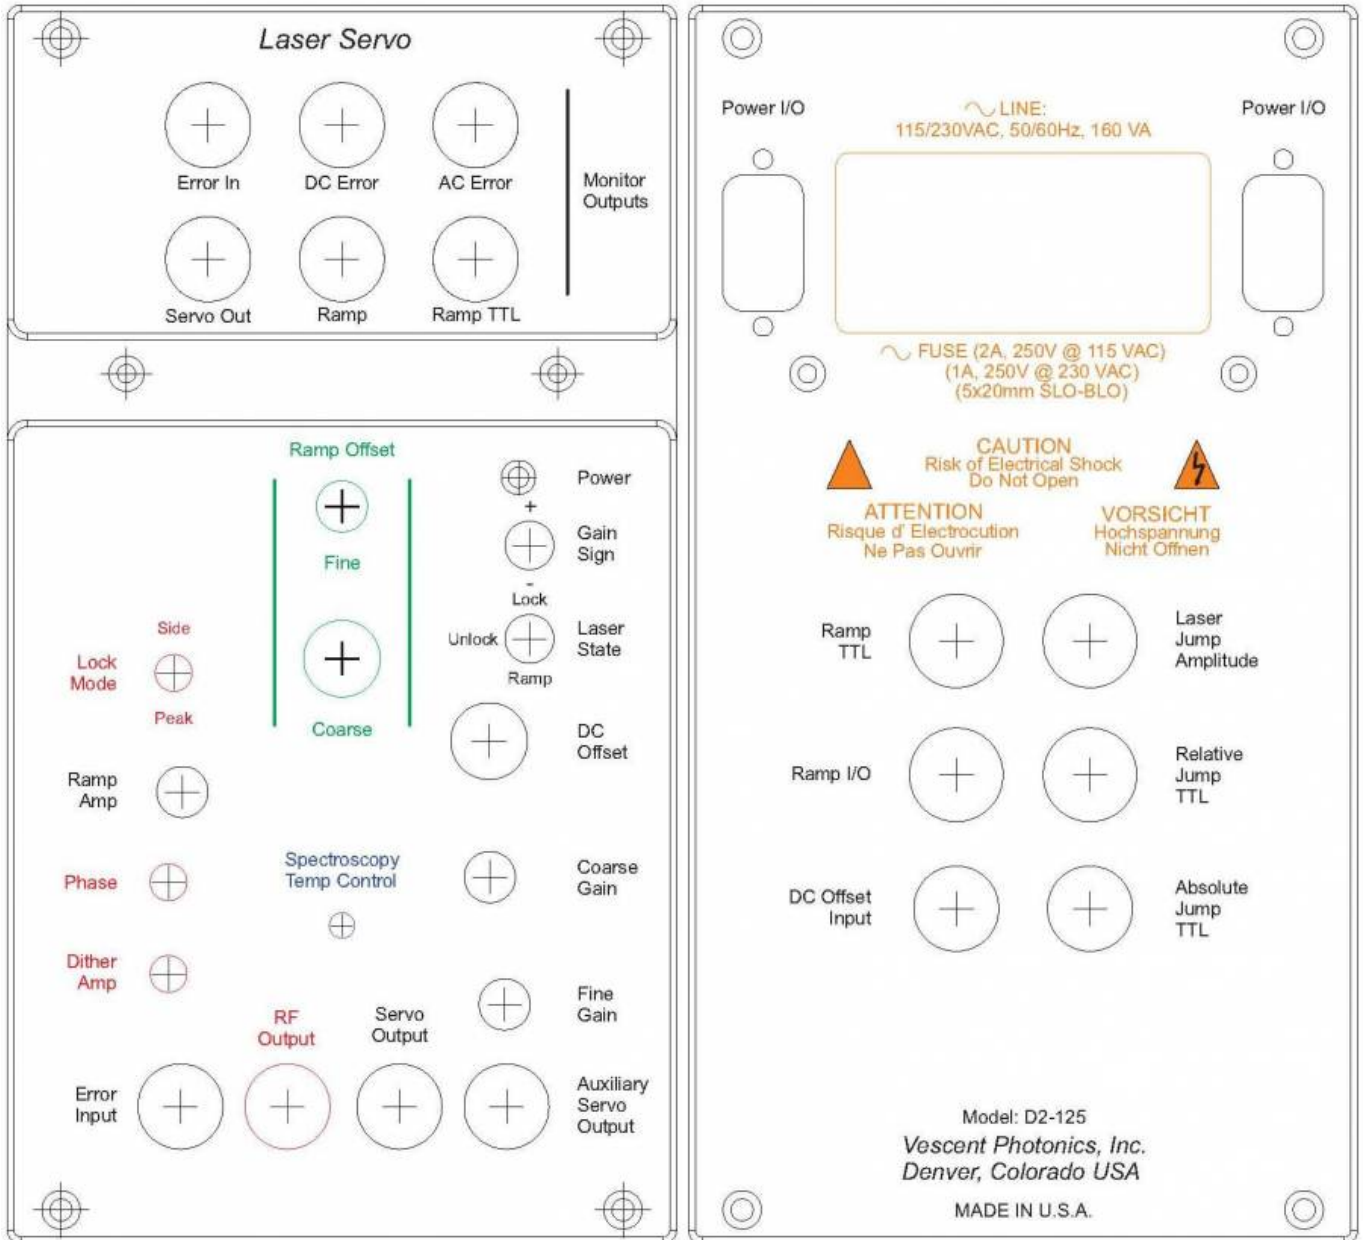 Laser Servo
Error In
DC Error
AC Error
Monitor
Outputs
Servo Out
Ramp
Ramp TTL
Ramp Offset
Fine
Coarse
Power
+
Gain
Sign
-
Lock
Unlock
Laser
State
Ramp
Side
Lock
Mode
Peak
DC
Offset
Ramp
Amp
Phase
Spectroscopy
Temp Control
Coarse
Gain
Dither
Amp
Fine
Gain
RF
Output
Servo
Output
Error
Input
Auxiliary
Servo
Output
Power I/O
LINE:
115/230VAC, 50/60Hz, 160 VA
Power I/O
FUSE (2A, 250V @ 115 VAC)
(1A, 250V @ 230 VAC)
(5x20mm SLO-BLO)
CAUTION
Risk of Electrical Shock
Do Not Open
ATTENTION
Risque d' Electrocution
Ne Pas Ouvrir
VORSICHT
Hochspannung
Nicht Offnen
Ramp
TTL
Laser
Jump
Amplitude
Ramp I/O
Relative
Jump
TTL
DC Offset
Input
Absolute
Jump
TTL
Model: D2-125
Vescent Photonics, Inc.
Denver, Colorado USA
MADE IN U.S.A.